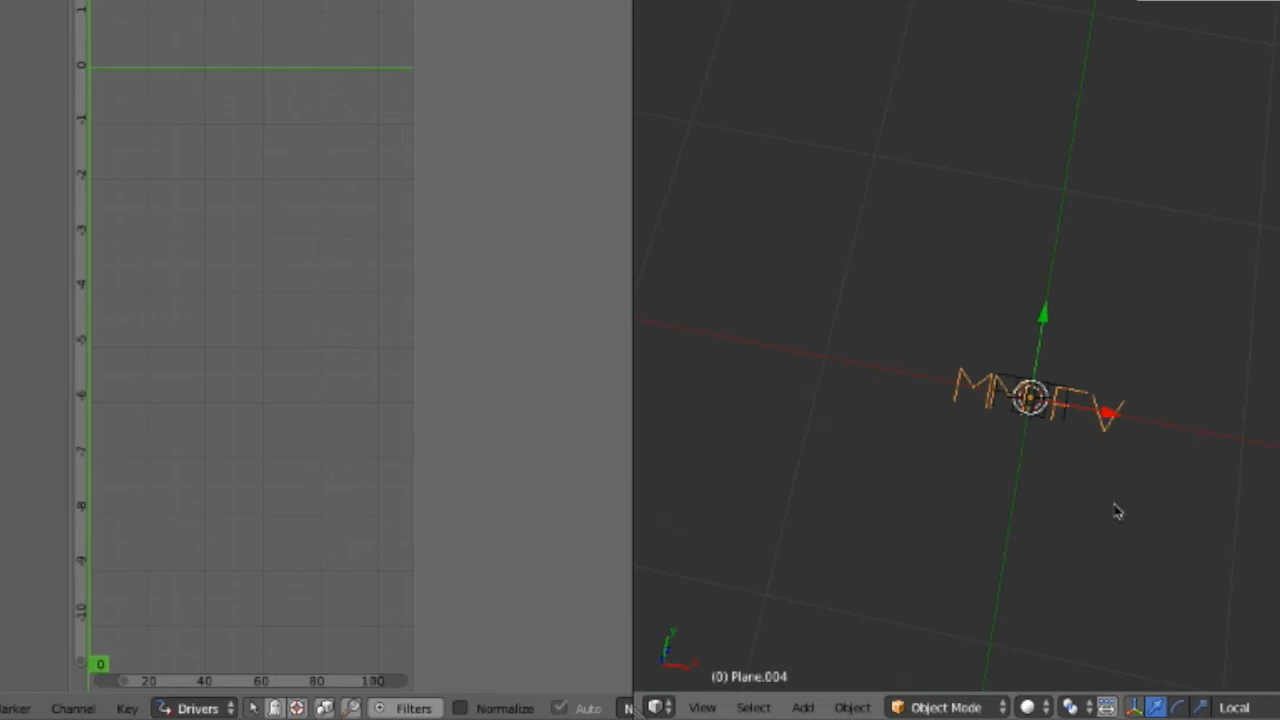 1
0
-1
-2
-3
-4
-5
-6
-7
-8
-9
-10
0
20 40 60 80 100
Channel Key Drivers Filters Normalize Auto
y
(0) Plane.004
View Select Add Object Object Mode Local